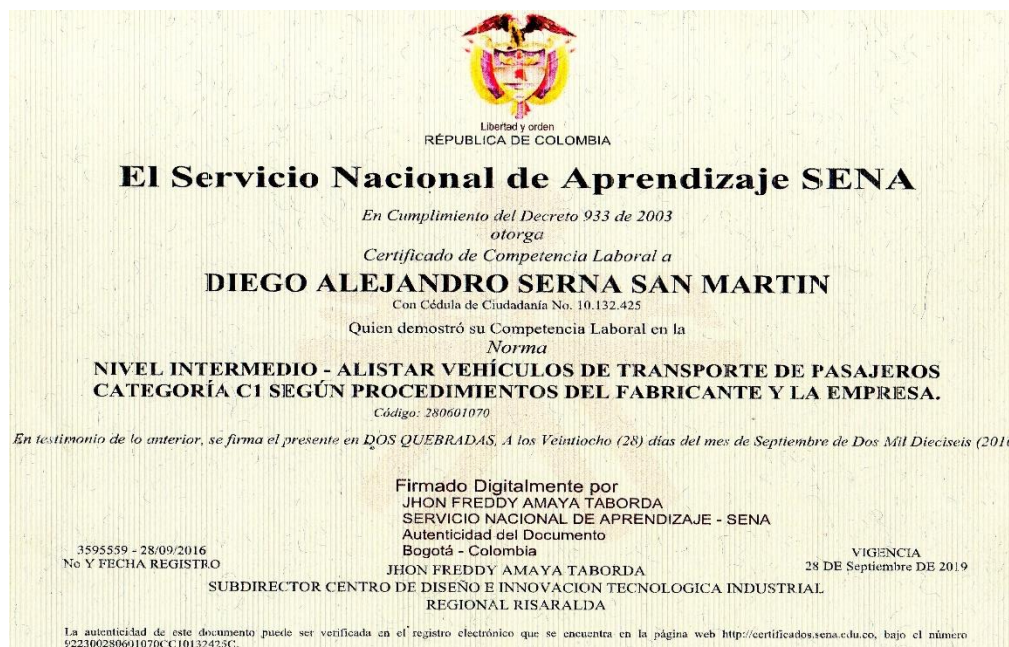 Libertad y orden
RÉPUBLICA DE COLOMBIA
El Servicio Nacional de Aprendizaje SENA
En Cumplimiento del Decreto 933 de 2003
otorga
Certificado de Competencia Laboral a
DIEGO ALEJANDRO SERNA SAN MARTIN
Con Cédula de Ciudadanía No. 10.132.425
Quien demostró su Competencia Laboral en la
Norma
NIVEL INTERMEDIO - ALISTAR VEHÍCULOS DE TRANSPORTE DE PASAJEROS
CATEGORÍA C1 SEGÚN PROCEDIMIENTOS DEL FABRICANTE Y LA EMPRESA.
Código: 280601070
En testimonio de lo anterior, se firma el presente en DOS QUEBRADAS, A los Veintiocho (28) días del mes de Septiembre de Dos Mil Dieciseis (2016
Firmado Digitalmente por
JHON FREDDY AMAYA TABORDA
SERVICIO NACIONAL DE APRENDIZAJE - SENA
Autenticidad del Documento
Bogotá - Colombia
3595559 - 28/09/2016
No Y FECHA REGISTRO
VIGENCIA
28 DE Septiembre DE 2019
JHON FREDDY AMAYA TABORDA
SUBDIRECTOR CENTRO DE DISEÑO E INNOVACION TECNOLOGICA INDUSTRIAL
REGIONAL RISARALDA
La autenticidad de este documento puede ser verificada en el registro electrónico que se encuentra en la página web http://certificados.sena.edu.co, bajo el número
922300280601070CC10132425C.